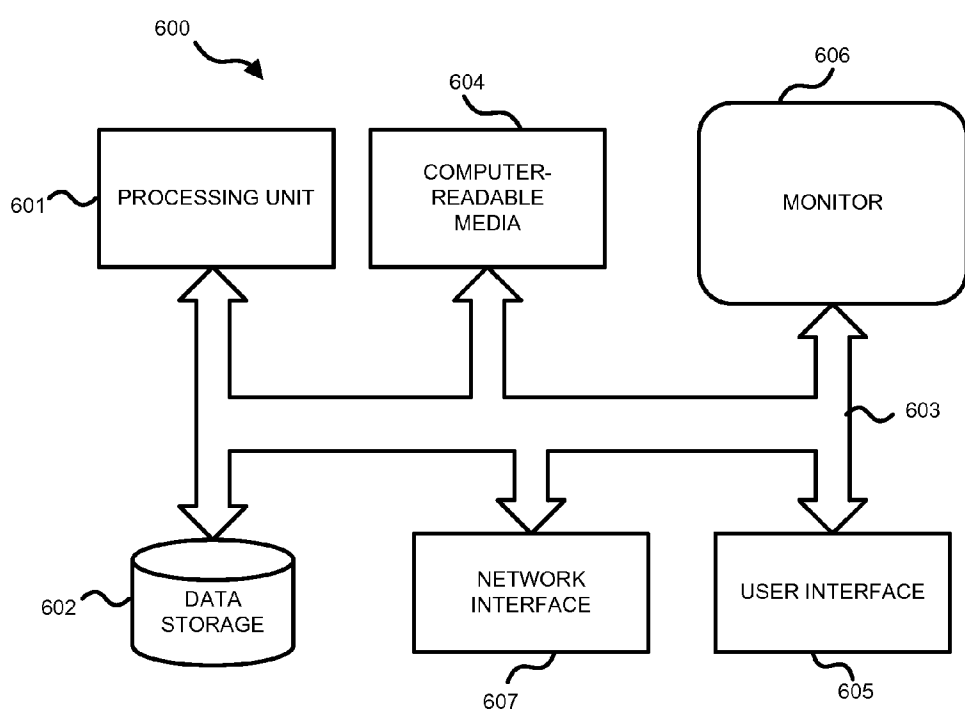 600
604
606
601
PROCESSING UNIT
COMPUTER-
READABLE
MEDIA
MONITOR
603
602
DATA
STORAGE
NETWORK
INTERFACE
USER INTERFACE
607
605